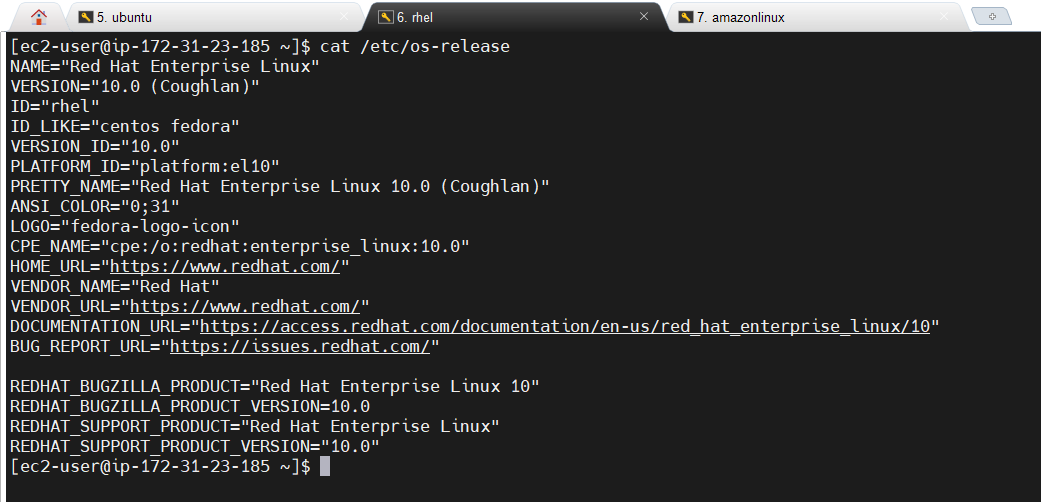 5. ubuntu
6. rhel
7. amazonlinux
[ec2-user@ip-172-31-23-185 ~]$ cat /etc/os-release
NAME="Red Hat Enterprise Linux"
VERSION="10.0 (Coughlan)"
ID="rhel"
ID_LIKE="centos fedora"
VERSION_ID="10.0"
PLATFORM_ID="platform:el10"
PRETTY_NAME="Red Hat Enterprise Linux 10.0 (Coughlan)"
ANSI_COLOR="0;31"
LOGO="fedora-logo-icon"
CPE_NAME="cpe:/o:redhat:enterprise_linux:10.0"
HOME_URL="https://www.redhat.com/"
VENDOR_NAME="Red Hat"
VENDOR_URL="https://www.redhat.com/"
DOCUMENTATION_URL="https://access.redhat.com/documentation/en-us/red_hat_enterprise_linux/10"
BUG_REPORT_URL="https://issues.redhat.com/"

REDHAT_BUGZILLA_PRODUCT="Red Hat Enterprise Linux 10"
REDHAT_BUGZILLA_PRODUCT_VERSION=10.0
REDHAT_SUPPORT_PRODUCT="Red Hat Enterprise Linux"
REDHAT_SUPPORT_PRODUCT_VERSION="10.0"
[ec2-user@ip-172-31-23-185 ~]$